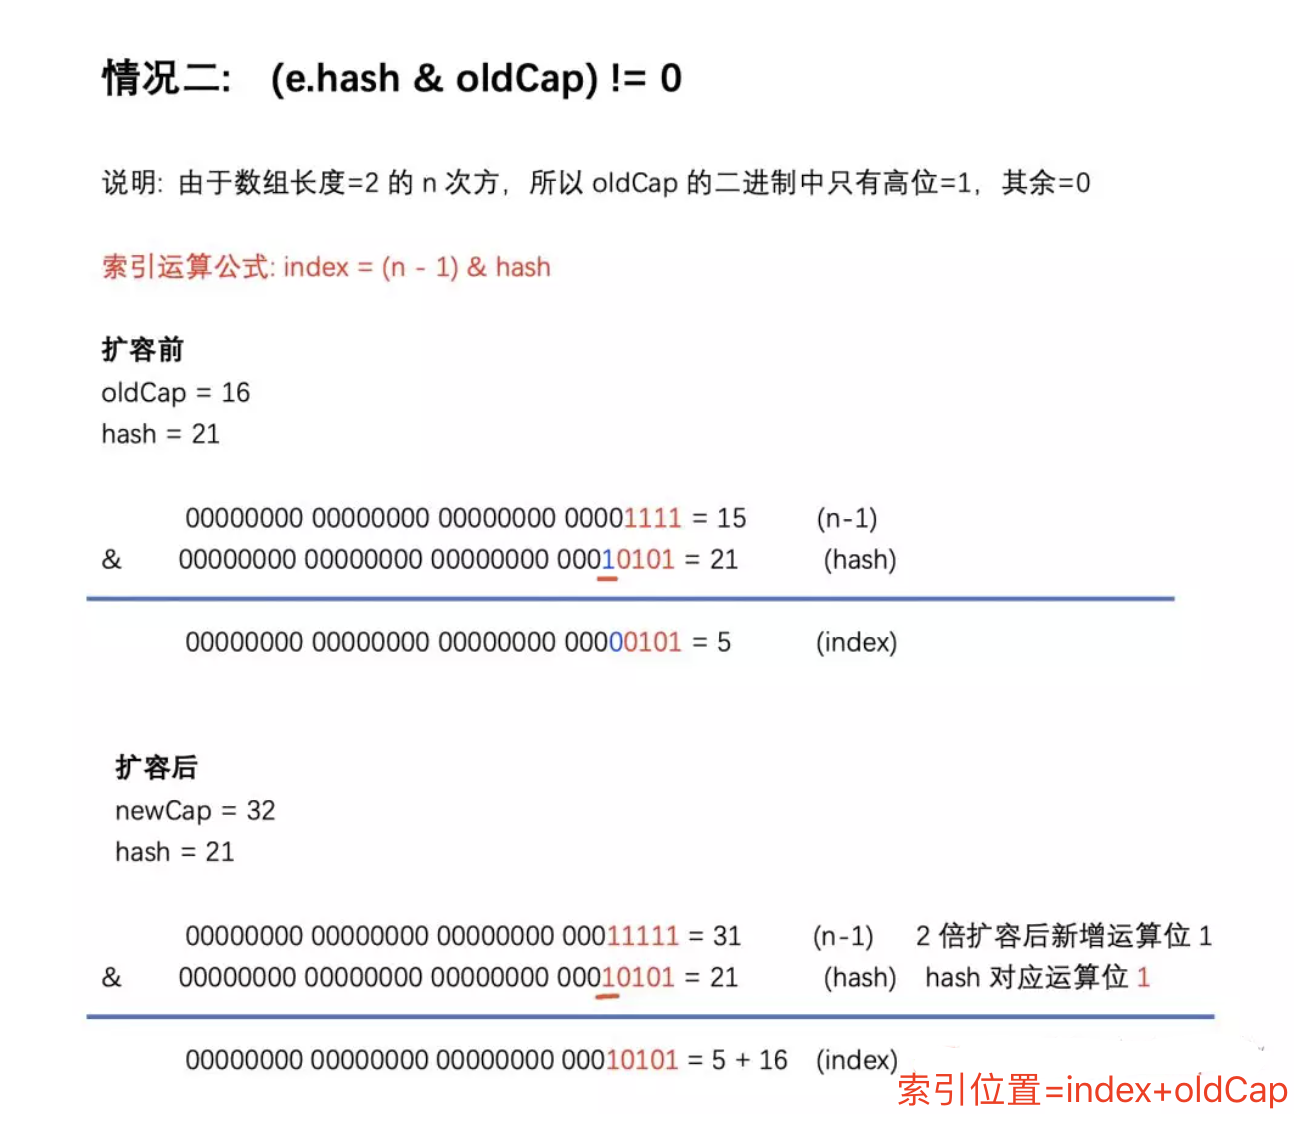 情况二: (e.hash & oldCap) != 0
说明: 由于数组长度=2 的 n 次方，所以 oldCap 的二进制中只有高位=1，其余=0
索引运算公式: index = (n - 1) & hash
扩容前
oldCap = 16
hash = 21
00000000 00000000 00000000 00001111 = 15 (n-1)
& 00000000 00000000 00000000 00010101 = 21 (hash)
00000000 00000000 00000000 00000101 = 5 (index)
扩容后
newCap = 32
hash = 21
00000000 00000000 00000000 00011111 = 31 (n-1) 2 倍扩容后新增运算位 1
& 00000000 00000000 00000000 00010101 = 21 (hash) hash 对应运算位 1
00000000 00000000 00000000 00010101 = 5 + 16 (index)
索引位置=index+oldCap